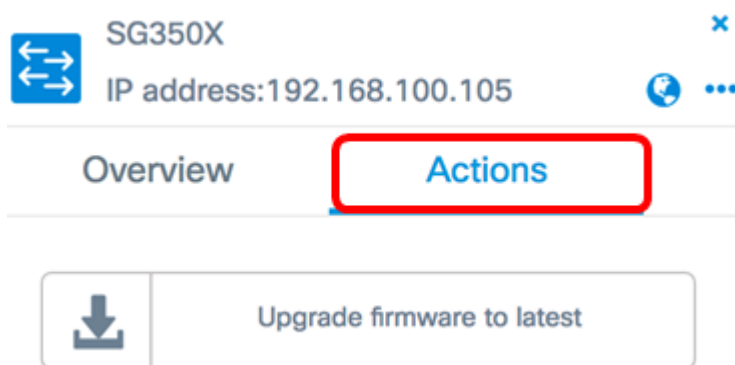 SG350X
IP address:192.168.100.105
Overview Actions
Upgrade firmware to latest